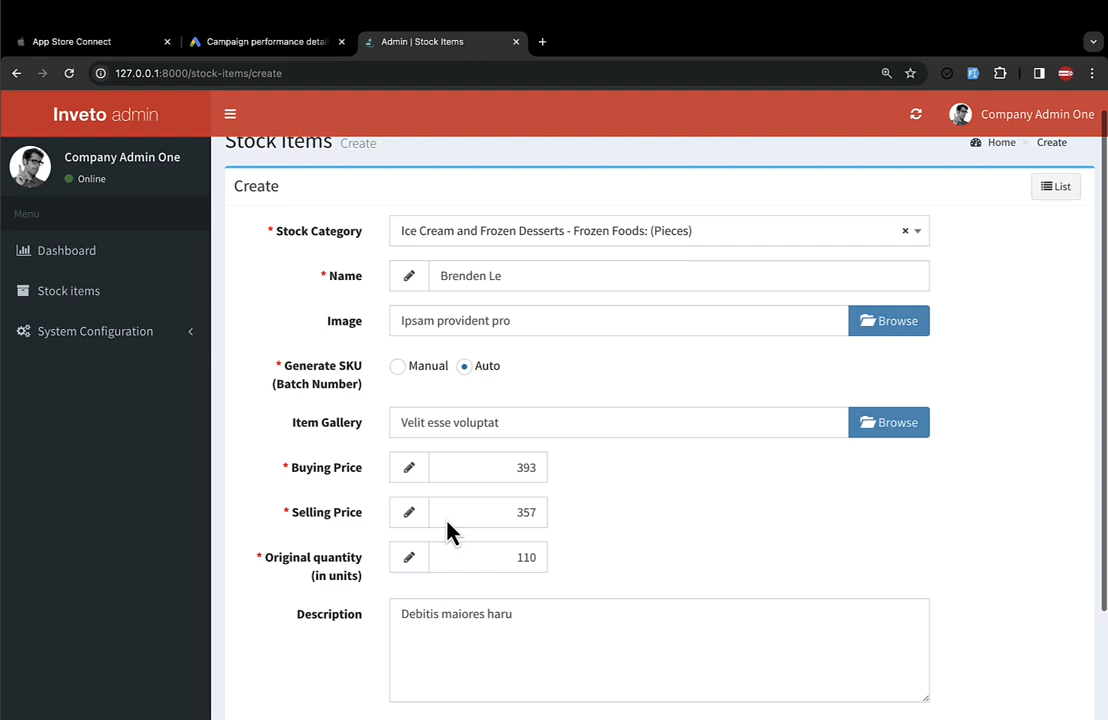 App Store Connect
Campaign performance detai
Admin | Stock Items
127.0.0.1:8000/stock-items/create
Inveto admin
Company Admin One
Company Admin One
Online
Menu
Dashboard
Stock items
System Configuration
Stock Items Create
Home > Create
Create
List
* Stock Category
Ice Cream and Frozen Desserts - Frozen Foods: (Pieces)
* Name
Brenden Le
Image
Ipsam provident pro
Browse
* Generate SKU
(Batch Number)
Manual
Auto
Item Gallery
Velit esse voluptat
Browse
* Buying Price
393
* Selling Price
357
* Original quantity
(in units)
110
Description
Debitis maiores haru